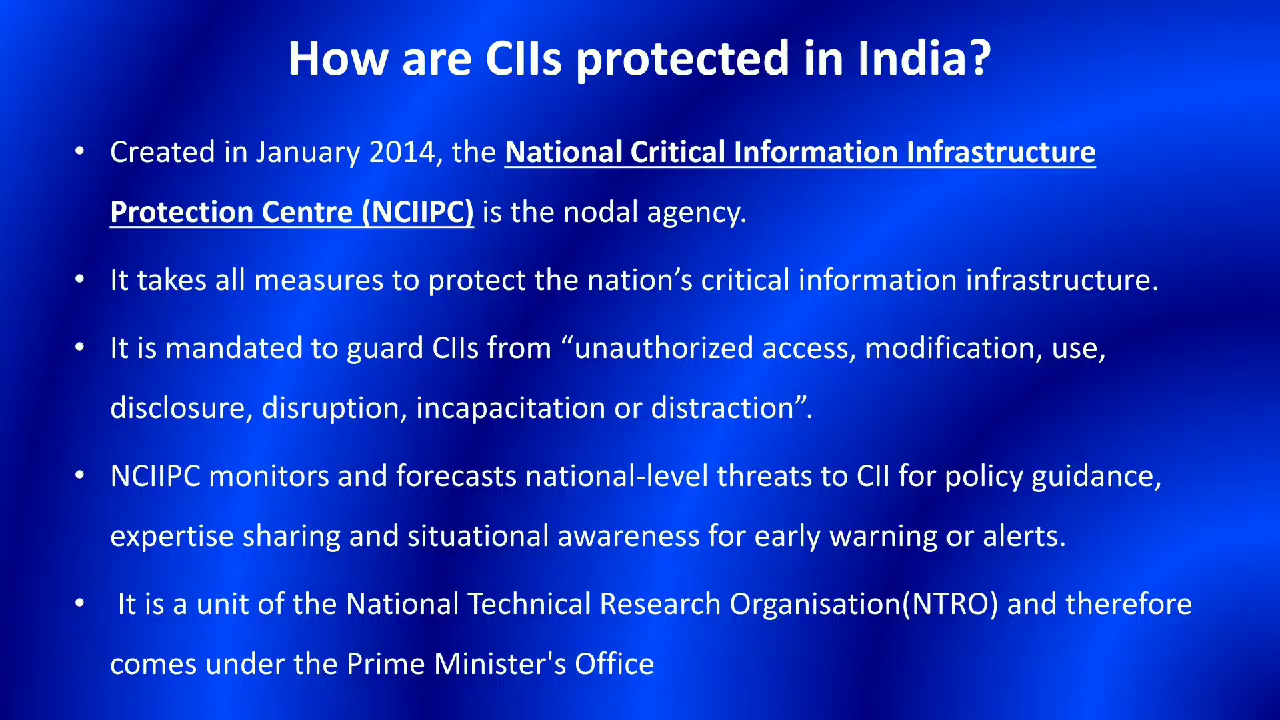 How are CIIs protected in India?
• Created in January 2014, the National Critical Information Infrastructure
Protection Centre (NCIIPC) is the nodal agency.
• It takes all measures to protect the nation’s critical information infrastructure.
• It is mandated to guard CIIs from “unauthorized access, modification, use,
disclosure, disruption, incapacitation or distraction”.
• NCIIPC monitors and forecasts national-level threats to CII for policy guidance,
expertise sharing and situational awareness for early warning or alerts.
• It is a unit of the National Technical Research Organisation(NTRO) and therefore
comes under the Prime Minister's Office